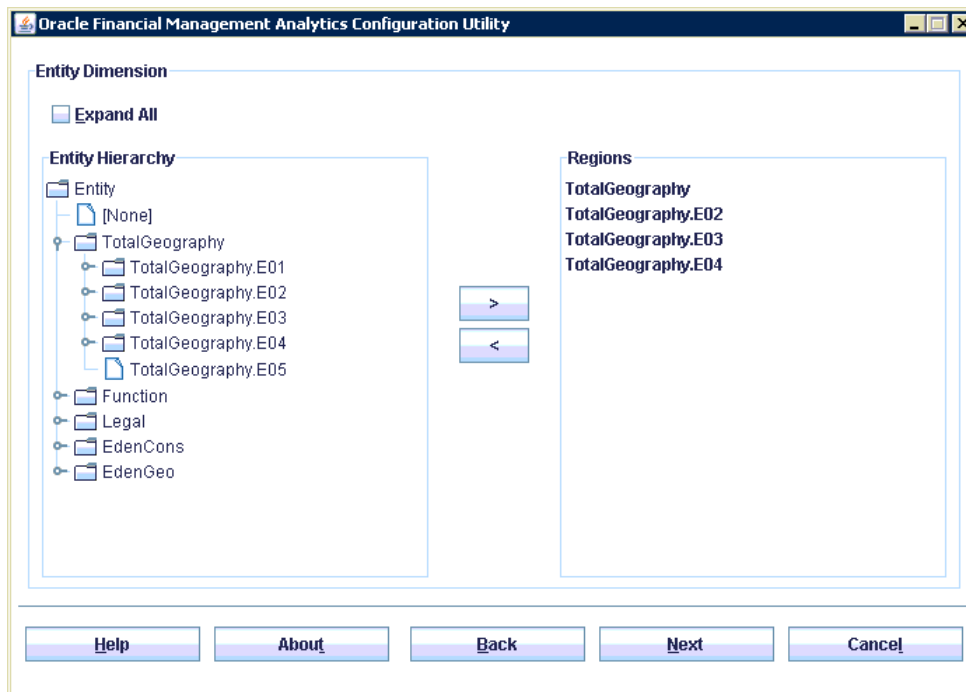 Oracle Financial Management Analytics Configuration Utility
Entity Dimension
Expand All
Entity Hierarchy
Entity
[None]
TotalGeography
TotalGeography.E01
TotalGeography.E02
TotalGeography.E03
TotalGeography.E04
TotalGeography.E05
Function
Legal
EdenCons
EdenGeo
>
<
Regions
TotalGeography
TotalGeography.E02
TotalGeography.E03
TotalGeography.E04
Help
About
Back
Next
Cancel